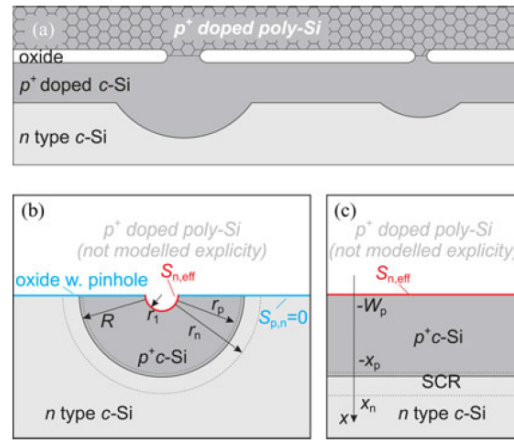 (a)
p⁺ doped poly-Si
oxide
p⁺ doped c-Si
n type c-Si
(b)
p⁺ doped poly-Si
(not modelled explicity)
oxide w. pinhole
Sn,eff
R
r₁
rp
rn
Sp,n=0
p⁺c-Si
n type c-Si
(c)
p⁺ doped poly-Si
(not modelled explicity)
Sn,eff
-Wp
p⁺c-Si
-xp
SCR
xn
x
n type c-Si